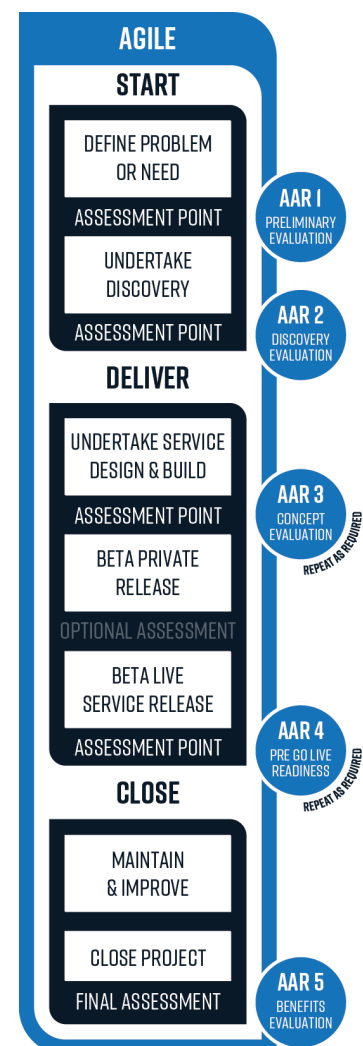 AGILE
START
DEFINE PROBLEM
OR NEED
ASSESSMENT POINT
AAR 1
PRELIMINARY
EVALUATION
UNDERTAKE
DISCOVERY
ASSESSMENT POINT
AAR 2
DISCOVERY
EVALUATION
DELIVER
UNDERTAKE SERVICE
DESIGN & BUILD
ASSESSMENT POINT
AAR 3
CONCEPT
EVALUATION
REPEAT AS REQUIRED
BETA PRIVATE
RELEASE
OPTIONAL ASSESSMENT
BETA LIVE
SERVICE RELEASE
ASSESSMENT POINT
AAR 4
PRE GO LIVE
READINESS
REPEAT AS REQUIRED
CLOSE
MAINTAIN
& IMPROVE
CLOSE PROJECT
FINAL ASSESSMENT
AAR 5
BENEFITS
EVALUATION